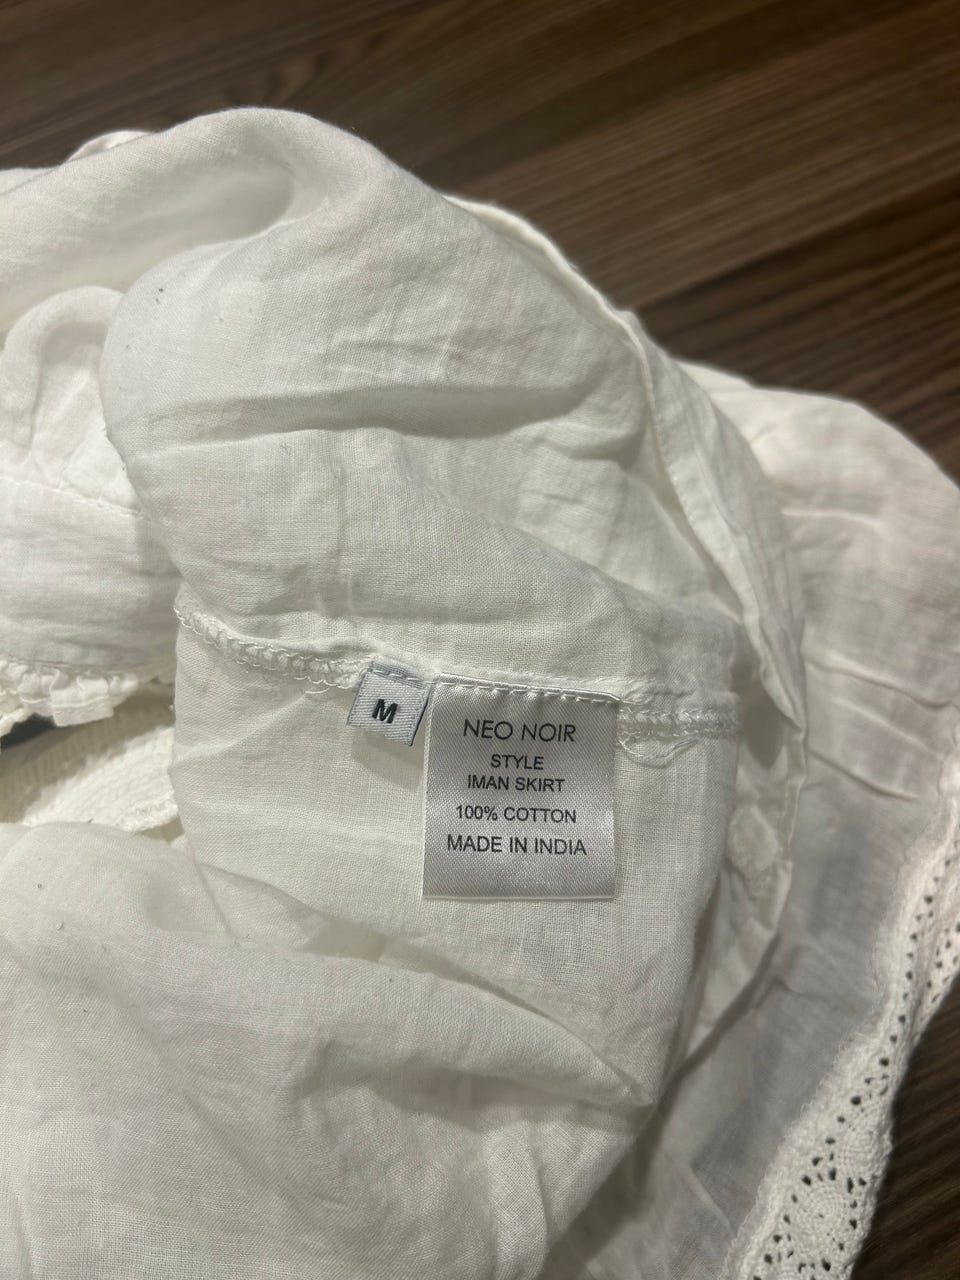 M
NEO NOIR
STYLE
IMAN SKIRT
100% COTTON
MADE IN INDIA